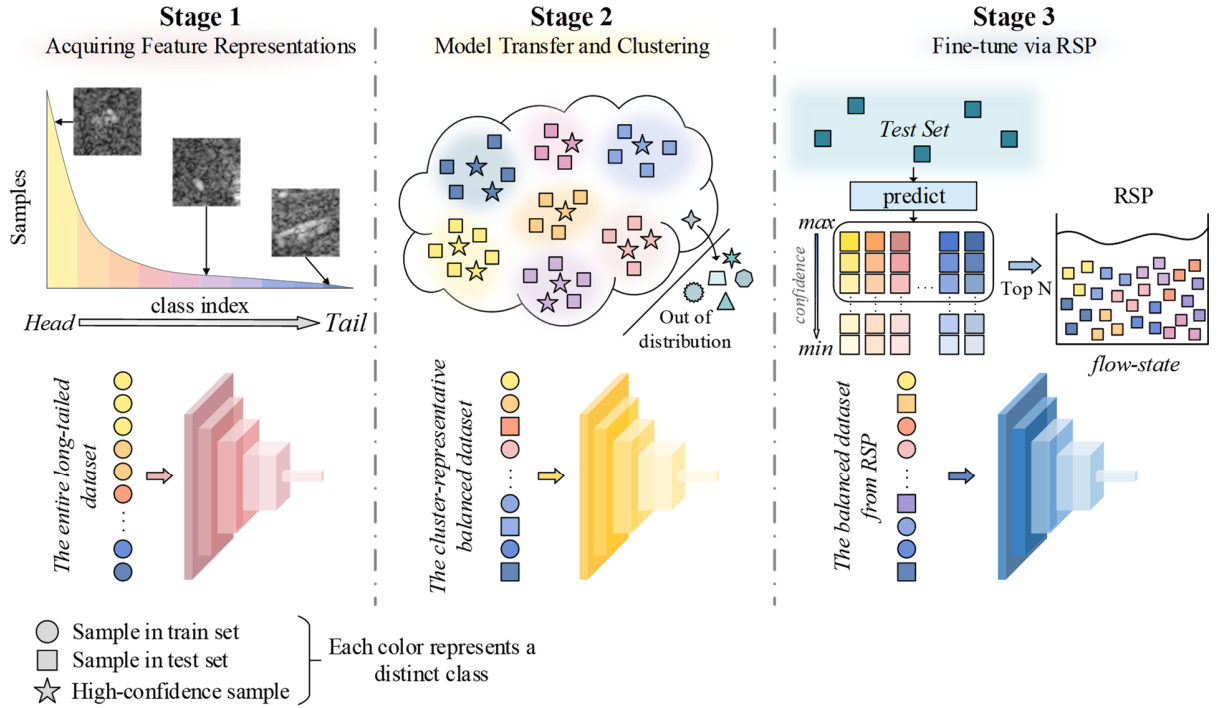 Stage 1
Acquiring Feature Representations
Samples
class index
Head
Tail
The entire long-tailed
dataset
Stage 2
Model Transfer and Clustering
Out of
distribution
The cluster-representative
balanced dataset
Stage 3
Fine-tune via RSP
Test Set
predict
max
confidence
min
Top N
RSP
flow-state
The balanced dataset
from RSP
Sample in train set
Sample in test set
High-confidence sample
Each color represents a
distinct class